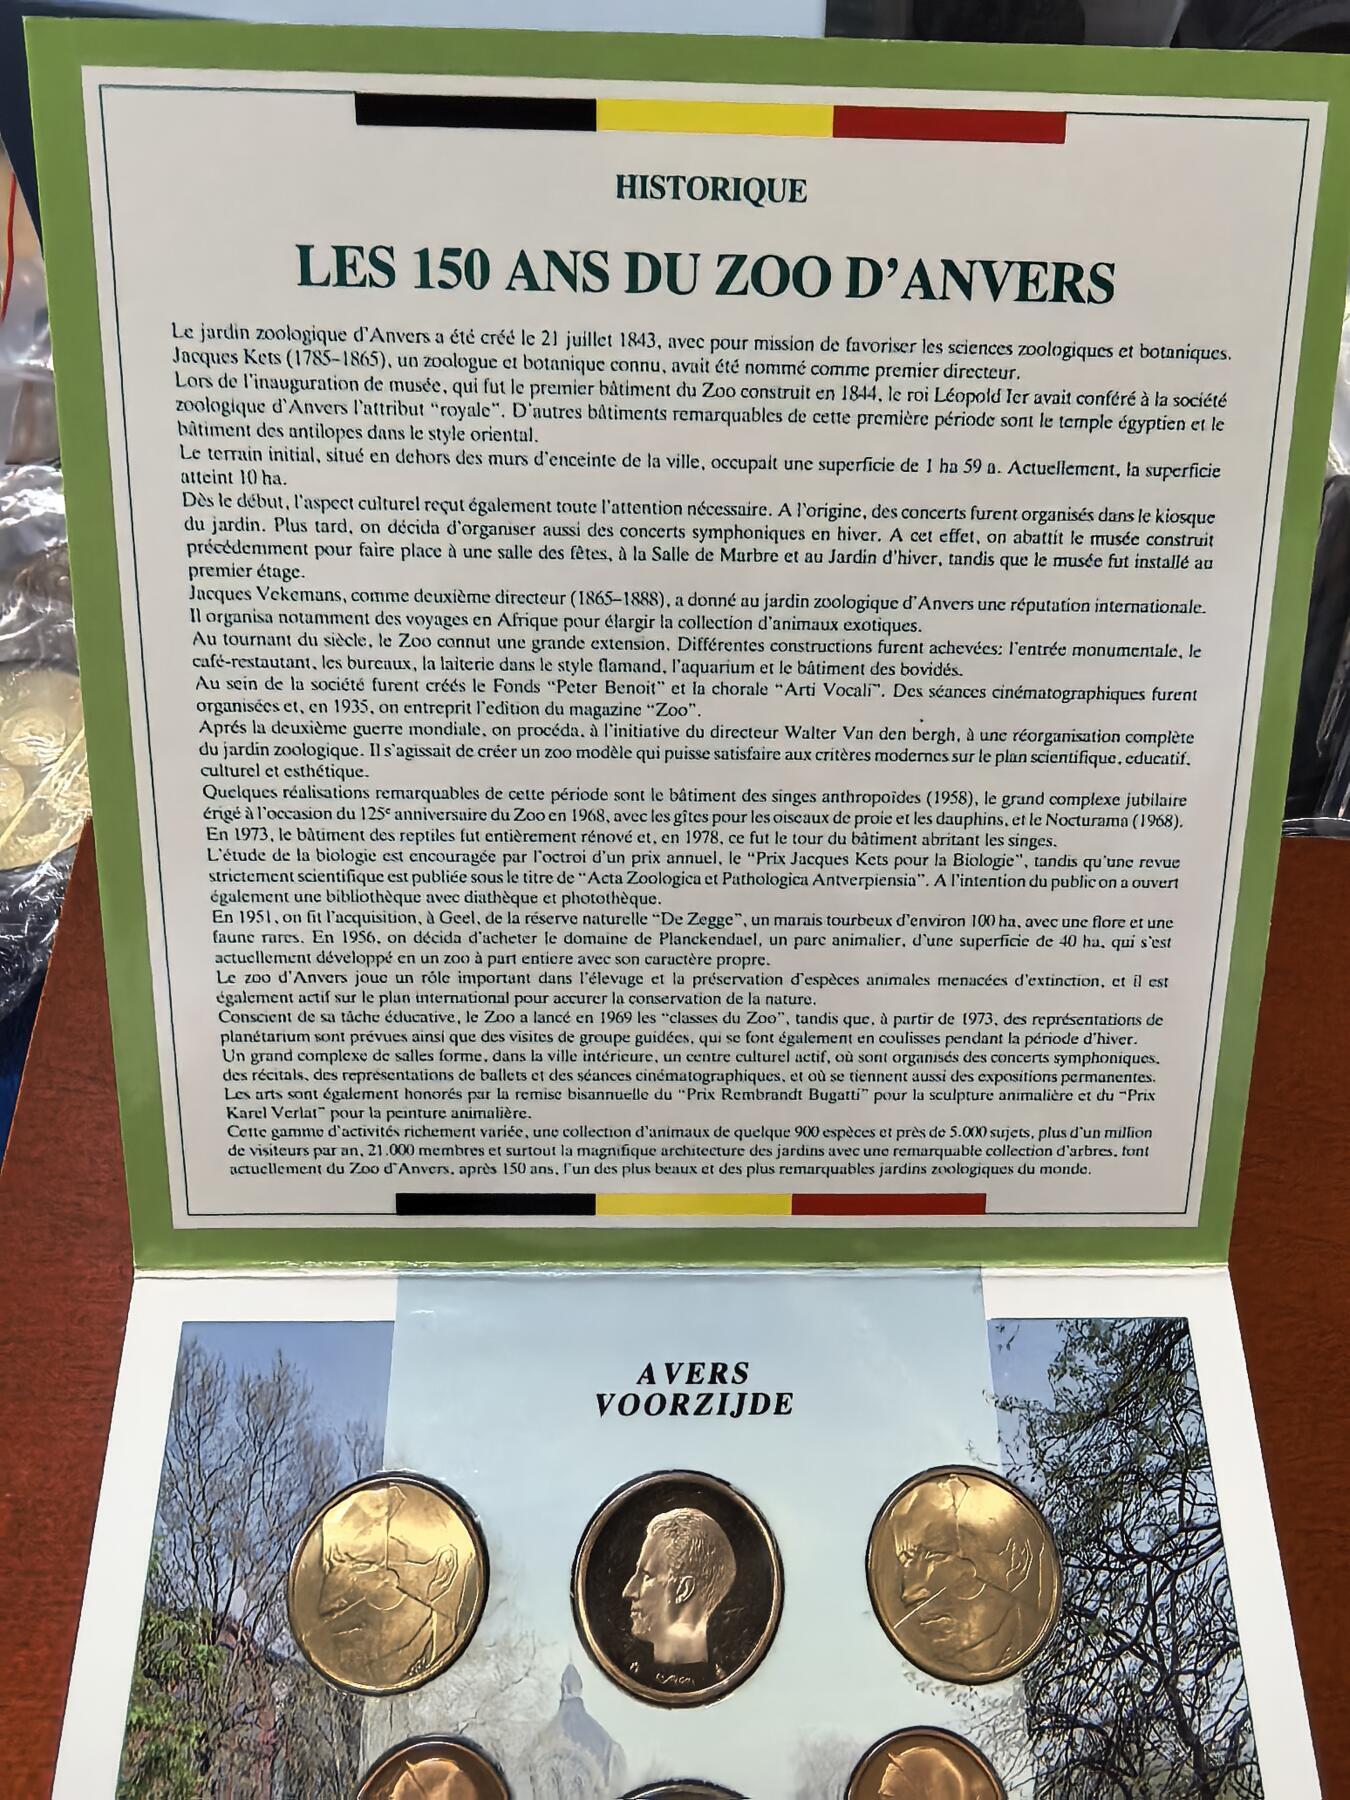 HISTORIQUE
LES 150 ANS DU ZOO D'ANVERS
Le jardin zoologique d'Anvers a été créé le 21 juillet 1843, avec pour mission de favoriser les sciences zoologiques et botaniques.
Jacques Kets (1785–1865), un zoologue et botanique connu, avait été nommé comme premier directeur.
Lors de l'inauguration de musée, qui fut le premier bâtiment du Zoo construit en 1844, le roi Léopold Ier avait conféré à la société
zoologique d'Anvers l'attribut "royale". D'autres bâtiments remarquables de cette première période sont le temple égyptien et le
bâtiment des antilopes dans le style oriental.
Le terrain initial, situé en dehors des murs d'enceinte de la ville, occupait une superficie de 1 ha 59 a. Actuellement, la superficie
atteint 10 ha.
Dès le début, l'aspect culturel reçut également toute l'attention nécessaire. A l'origine, des concerts furent organisés dans le kiosque
du jardin. Plus tard, on décida d'organiser aussi des concerts symphoniques en hiver. A cet effet, on abattit le musée construit
précédemment pour faire place à une salle des fêtes, à la Salle de Marbre et au Jardin d'hiver, tandis que le musée fut installé au
premier étage.
Jacques Vekemans, comme deuxième directeur (1865–1888), a donné au jardin zoologique d'Anvers une réputation internationale.
Il organisa notamment des voyages en Afrique pour élargir la collection d'animaux exotiques.
Au tournant du siècle, le Zoo connut une grande extension. Différentes constructions furent achevées: l'entrée monumentale, le
café-restautant, les bureaux, la laiterie dans le style flamand, l'aquarium et le bâtiment des bovidés.
Au sein de la société furent créés le Fonds "Peter Benoit" et la chorale "Arti Vocali". Des séances cinématographiques furent
organisées et, en 1935, on entreprit l'edition du magazine "Zoo".
Aprés la deuxième guerre mondiale, on procéda, à l'initiative du directeur Walter Van den bergh, à une réorganisation complète
du jardin zoologique. Il s'agissait de créer un zoo modèle qui puisse satisfaire aux critères modernes sur le plan scientifique, educatif,
culturel et esthétique.
Quelques réalisations remarquables de cette période sont le bâtiment des singes anthropoïdes (1958), le grand complexe jubilaire
érigé à l'occasion du 125e anniversaire du Zoo en 1968, avec les gîtes pour les oiseaux de proie et les dauphins, et le Nocturama (1968).
En 1973, le bâtiment des reptiles fut entièrement rénové et, en 1978, ce fut le tour du bâtiment abritant les singes.
L'étude de la biologie est encouragée par l'octroi d'un prix annuel, le "Prix Jacques Kets pour la Biologie", tandis qu'une revue
strictement scientifique est publiée sous le titre de "Acta Zoologica et Pathologica Antverpiensia". A l'intention du public on a ouvert
également une bibliothèque avec diathèque et photothèque.
En 1951, on fit l'acquisition, à Geel, de la réserve naturelle "De Zegge", un marais tourbeux d'environ 100 ha, avec une flore et une
faune rares. En 1956, on décida d'acheter le domaine de Planckendael, un parc animalier, d'une superficie de 40 ha, qui s'est
actuellement développé en un zoo à part entiere avec son caractère propre.
Le zoo d'Anvers joue un rôle important dans l'élevage et la préservation d'espèces animales menacées d'extinction, et il est
également actif sur le plan international pour accurer la conservation de la nature.
Conscient de sa tâche éducative, le Zoo a lancé en 1969 les "classes du Zoo", tandis que, à partir de 1973, des représentations de
planétarium sont prévues ainsi que des visites de groupe guidées, qui se font également en coulisses pendant la période d'hiver.
Un grand complexe de salles forme, dans la ville intérieure, un centre culturel actif, où sont organisés des concerts symphoniques,
des récitals, des représentations de ballets et des séances cinématographiques, et où se tiennent aussi des expositions permanentes.
Les arts sont également honorés par la remise bisannuelle du "Prix Rembrandt Bugatti" pour la sculpture animalière et du "Prix
Karel Verlat" pour la peinture animalière.
Cette gamme d'activités richement variée, une collection d'animaux de quelque 900 espèces et près de 5.000 sujets, plus d'un million
de visiteurs par an, 21.000 membres et surtout la magnifique architecture des jardins avec une remarquable collection d'arbres, font
actuellement du Zoo d'Anvers, après 150 ans, l'un des plus beaux et des plus remarquables jardins zoologiques du monde.
AVERS
VOORZIJDE